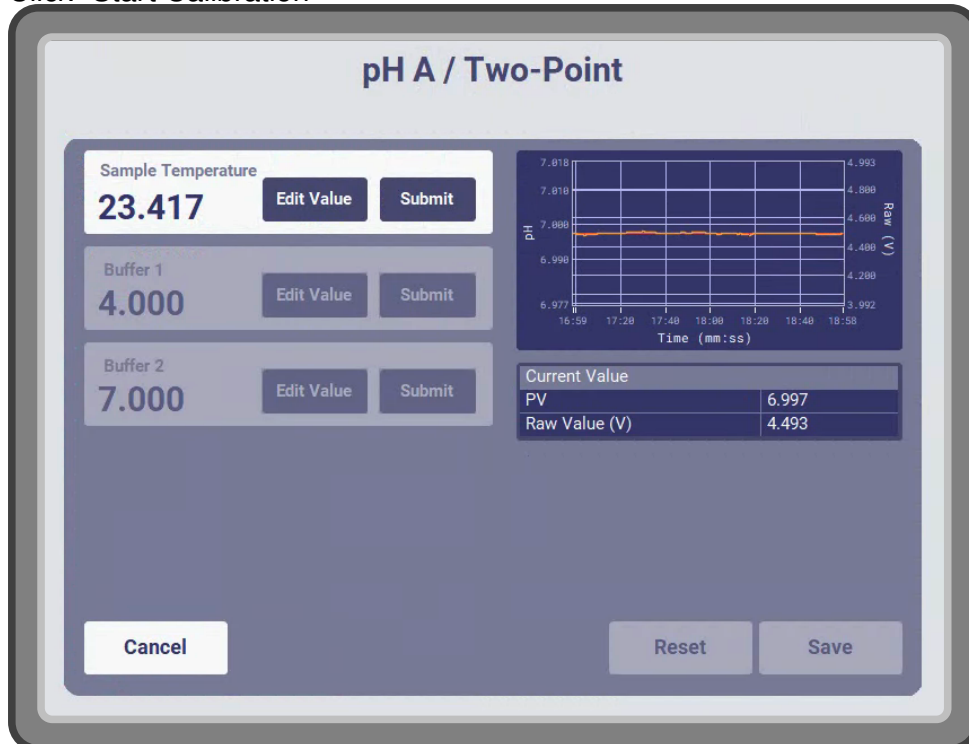 Click "Start Calibration"
pH A / Two-Point
Sample Temperature
23.417
Edit Value
Submit
Buffer 1
4.000
Edit Value
Submit
Buffer 2
7.000
Edit Value
Submit
7.018
7.010
7.000
6.990
6.977
pH
4.993
4.800
4.600
4.400
4.200
3.992
Raw (V)
16:59 17:20 17:40 18:00 18:20 18:40 18:58
Time (mm:ss)
Current Value
PV 6.997
Raw Value (V) 4.493
Cancel
Reset
Save